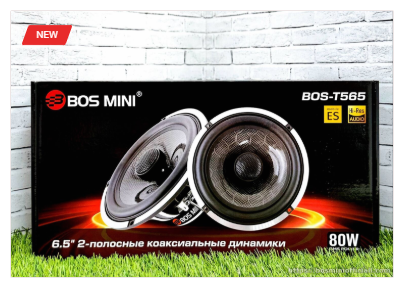 NEW
BOS MINI®
BOS-T565
ES
Hi-Res
AUDIO
6.5" 2-полосные коаксиальные динамики
80W